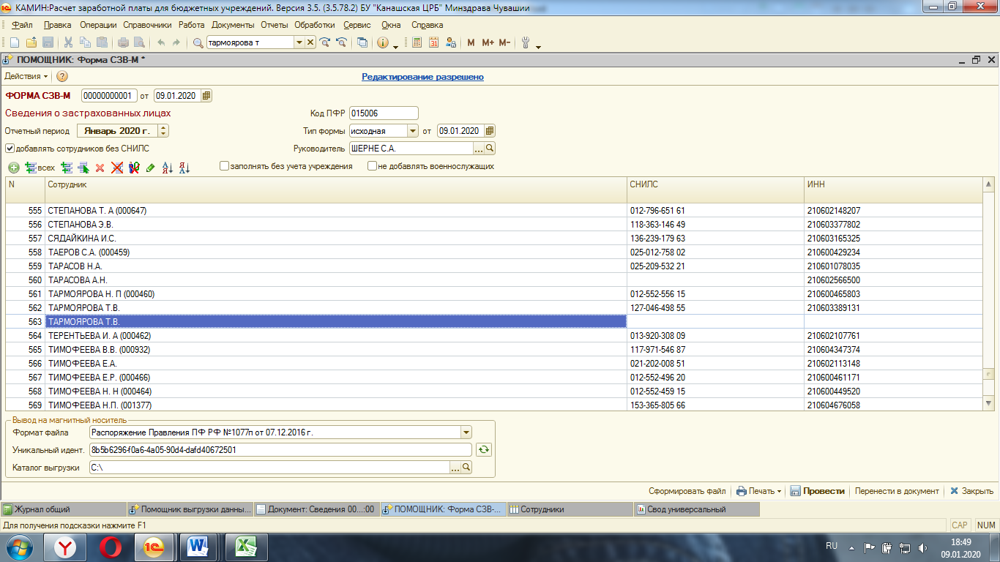 КАМИН:Расчет заработной платы для бюджетных учреждений. Версия 3.5. (3.5.78.2) БУ "Канашская ЦРБ" Минздрава Чувашии
Файл Правка Операции Справочники Работа Документы Отчеты Обработки Сервис Окна Справка
тармоярова т M M+ M-
ПОМОЩНИК: Форма СЗВ-М *
Действия Редактирование разрешено
ФОРМА СЗВ-М 00000000001 от 09.01.2020
Сведения о застрахованных лицах Код ПФР 015006
Отчетный период Январь 2020 г. Тип формы исходная от 09.01.2020
добавлять сотрудников без СНИЛС Руководитель ШЕРНЕ С.А.
всех заполнять без учета учреждения не добавлять военнослужащих
N Сотрудник СНИЛС ИНН
555 СТЕПАНОВА Т. А (000647) 012-796-651 61 210602148207
556 СТЕПАНОВА Э.В. 118-363-146 49 210603377802
557 СЯДАЙКИНА И.С. 136-239-179 63 210603165325
558 ТАЕРОВ С.А. (000459) 025-012-758 02 210600429234
559 ТАРАСОВ Н.А. 025-209-532 21 210601078035
560 ТАРАСОВА А.Н. 210602566500
561 ТАРМОЯРОВА Н. П (000460) 012-552-556 15 210600465803
562 ТАРМОЯРОВА Т.В. 127-046-498 55 210603389131
563 ТАРМОЯРОВА Т.В.
564 ТЕРЕНТЬЕВА И. А (000462) 013-920-308 09 210602107761
565 ТИМОФЕЕВА В.В. (000932) 117-971-546 87 210604347374
566 ТИМОФЕЕВА Е.А. 021-202-008 51 210602113148
567 ТИМОФЕЕВА Е.Р. (000466) 012-552-496 20 210600461171
568 ТИМОФЕЕВА Н. Н (000464) 012-552-459 15 210600449520
569 ТИМОФЕЕВА Н.П. (001377) 153-365-805 66 210604676058
Вывод на магнитный носитель
Формат файла Распоряжение Правления ПФ РФ №1077п от 07.12.2016 г.
Уникальный идент. 8b5b6296-f0a6-4a05-90d4-dafd40672501
Каталог выгрузки C:\
Сформировать файл Печать Провести Перенести в документ Закрыть
Журнал общий Помощник выгрузки данны... Документ: Сведения 00...:00 ПОМОЩНИК: Форма СЗВ-... Сотрудники Свод универсальный
Для получения подсказки нажмите F1 CAP NUM
RU 18:49
09.01.2020